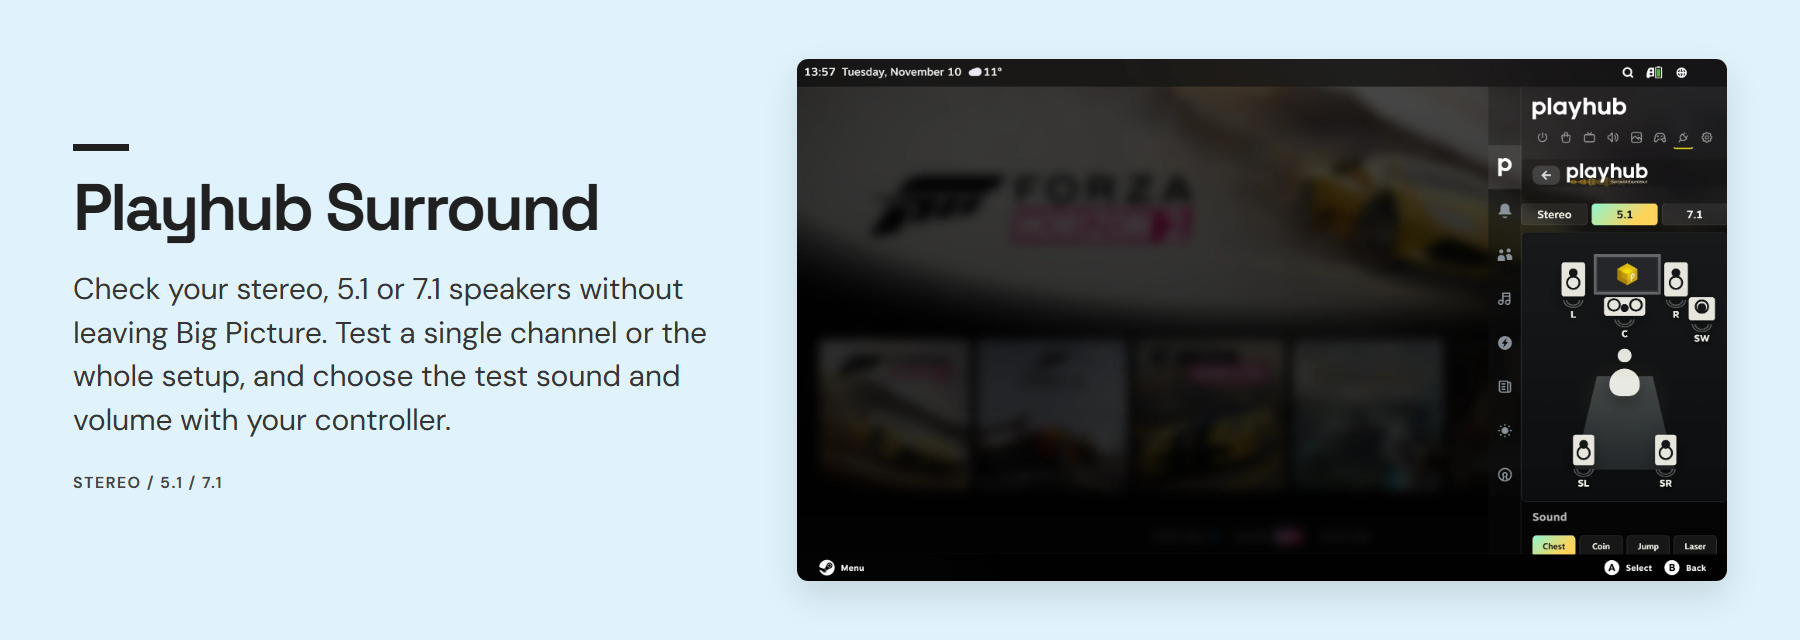 Playhub Surround
Check your stereo, 5.1 or 7.1 speakers without
leaving Big Picture. Test a single channel or the
whole setup, and choose the test sound and
volume with your controller.
STEREO / 5.1 / 7.1
13:57 Tuesday, November 10 11°
FORZA
HORIZON 2
playhub
p
playhub
Stereo 5.1 7.1
L
R
C
SW
SL
SR
Sound
Chest Coin Jump Laser
Menu
A Select B Back